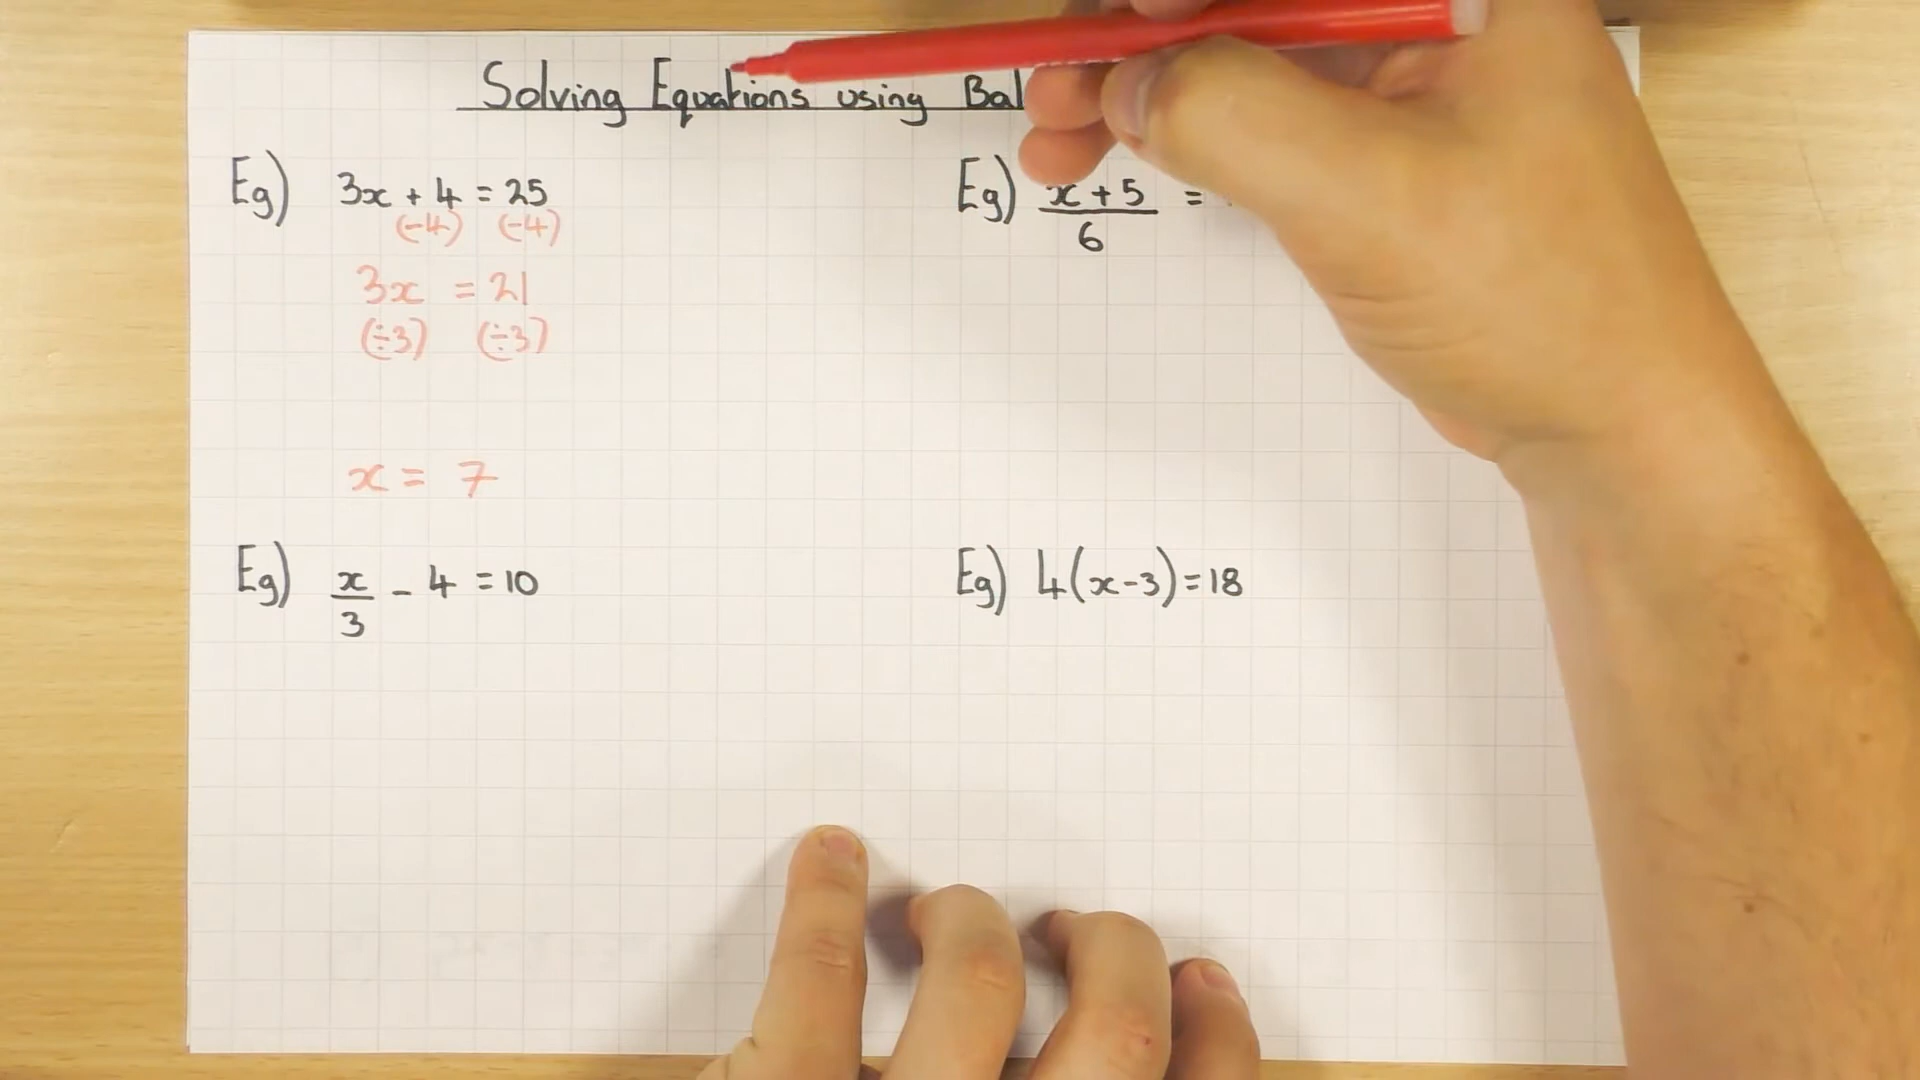 Solving Equations using
Eg) 3x + 4 = 25
(-4) (-4)
3x = 21
(÷3) (÷3)
x = 7
Eg) x + 5 =
6
Eg) x - 4 = 10
3
Eg) 4(x-3)=18